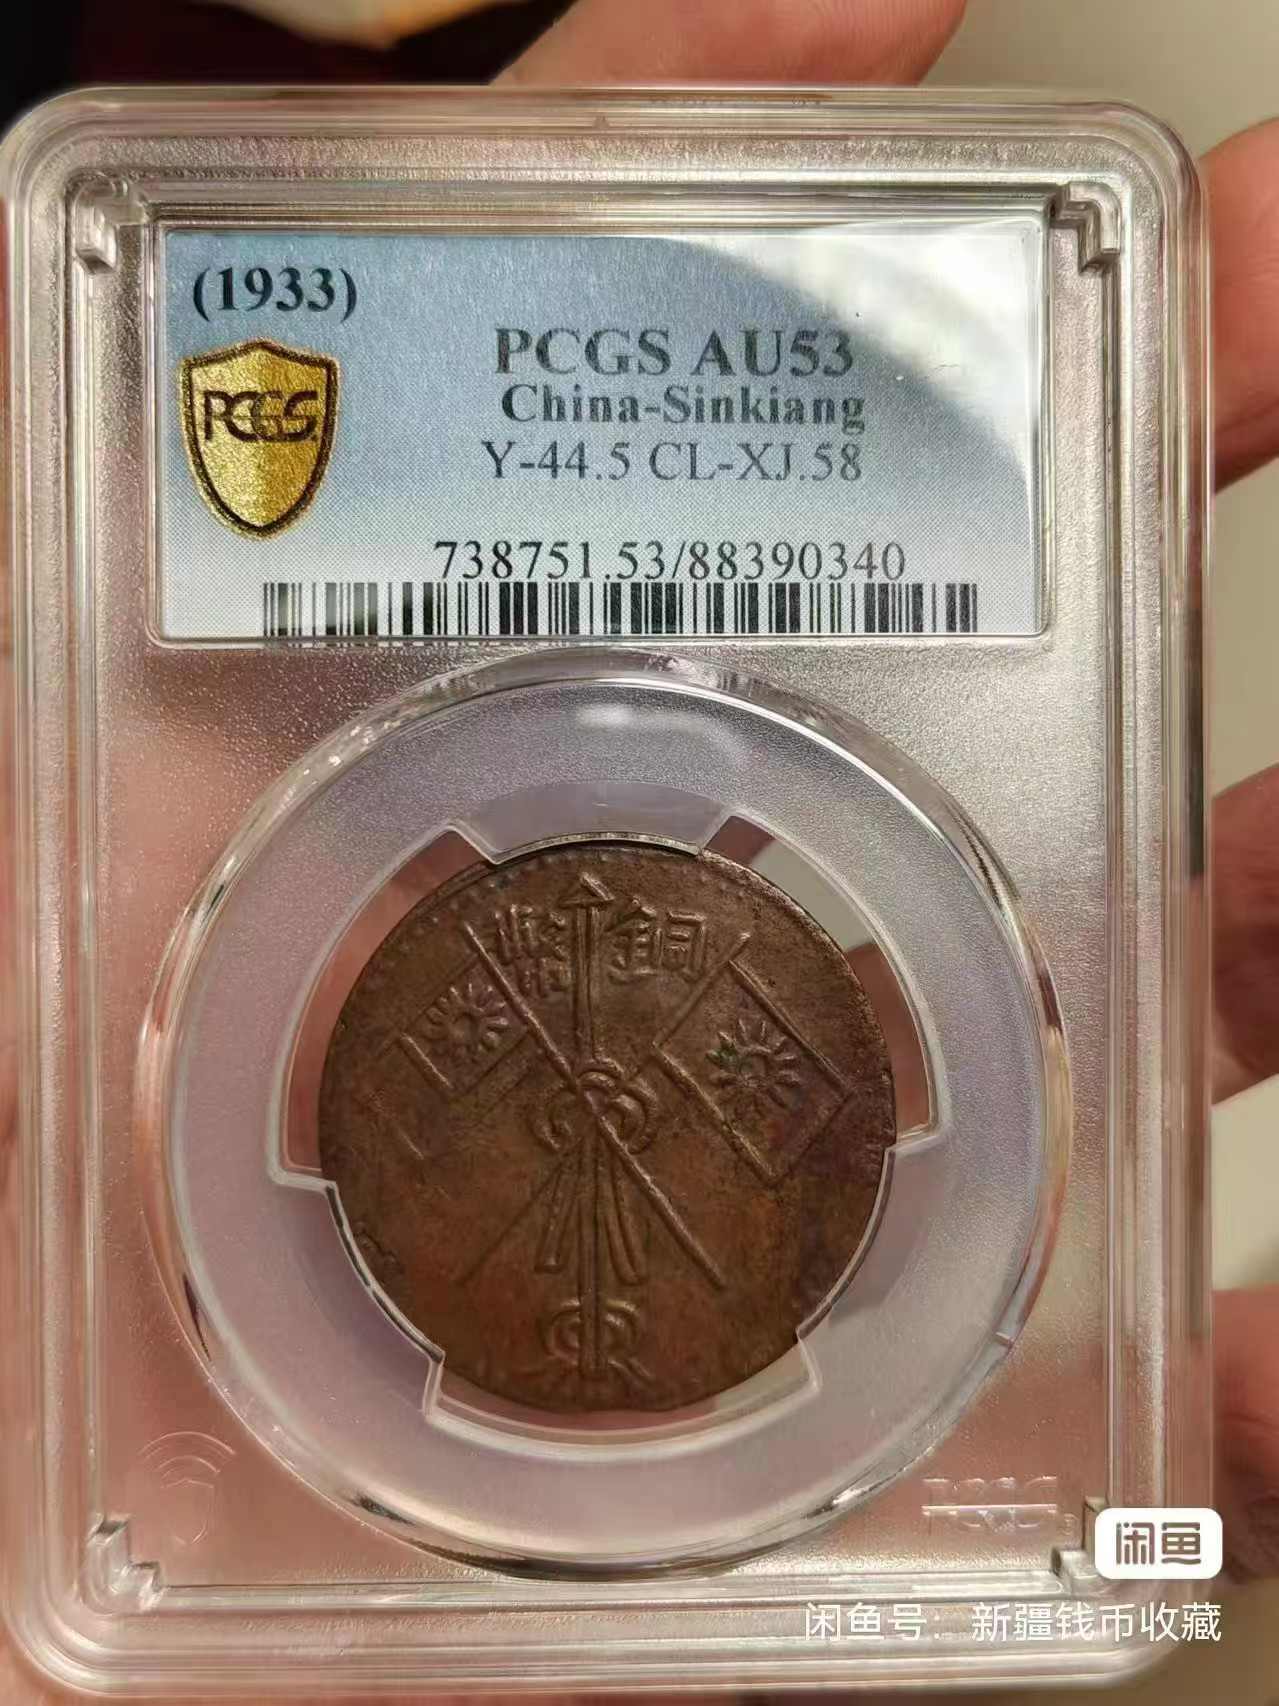 (1933)
PCGS
PCGS AU53
China-Sinkiang
Y-44.5 CL-XJ.58
738751.53/88390340
幣 銅
闲鱼
闲鱼号：新疆钱币收藏